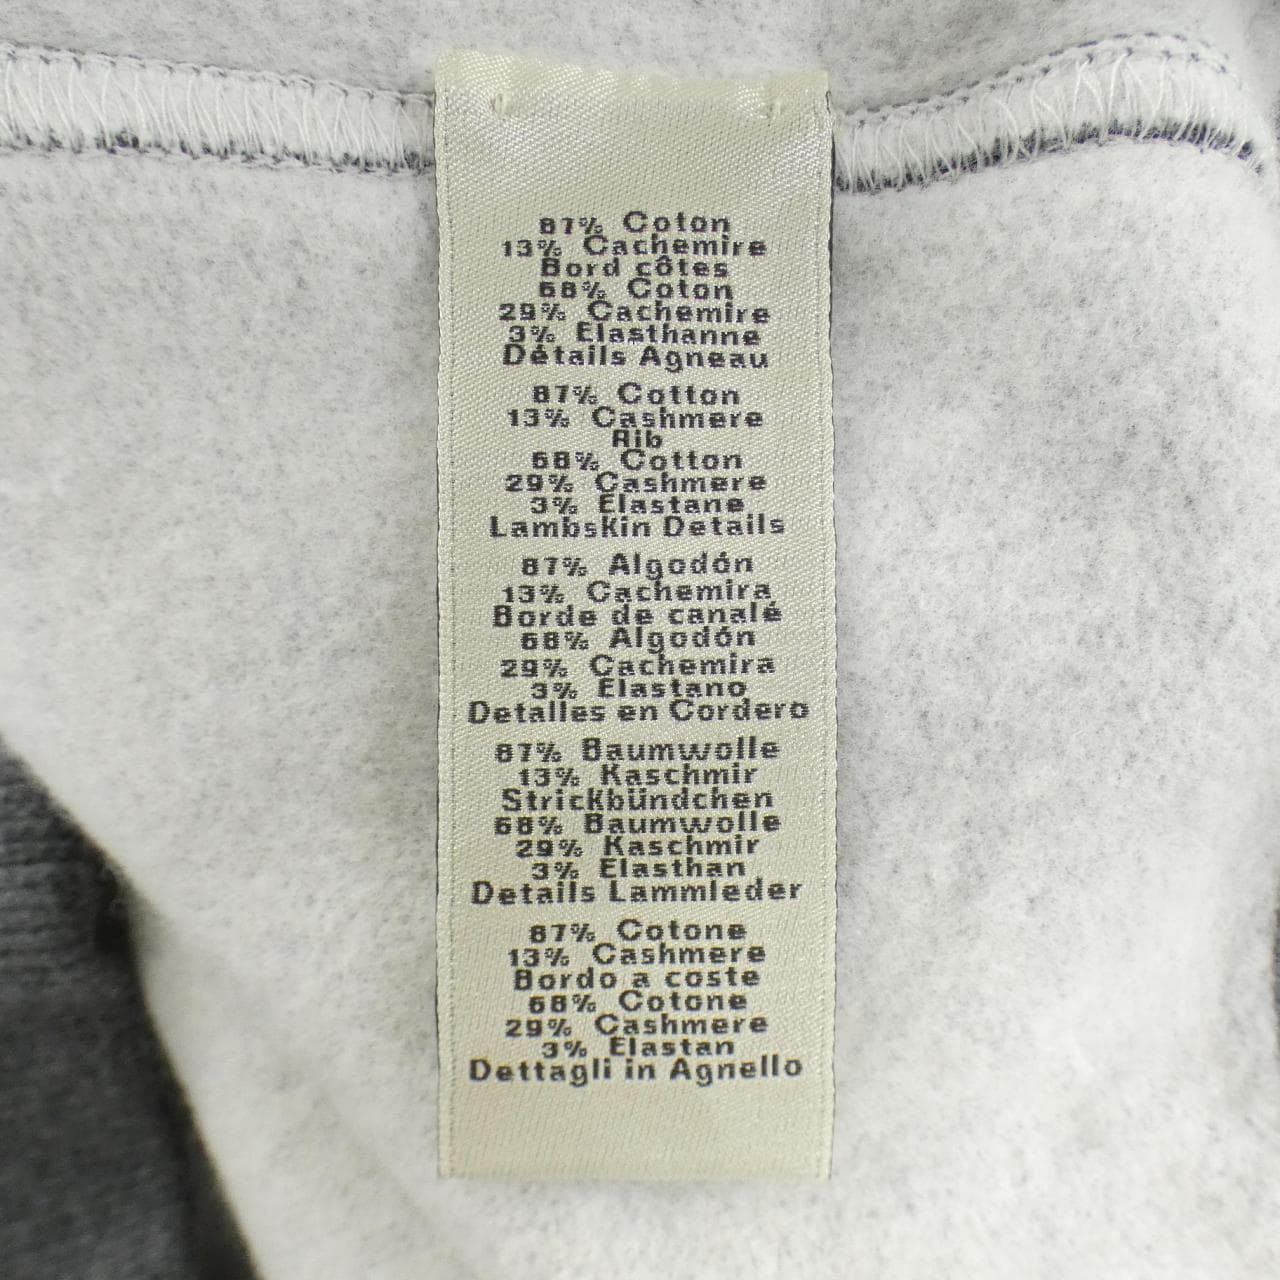 87% Coton
13% Cachemire
Bord côtes
68% Coton
29% Cachemire
3% Elasthanne
Détails Agneau
87% Cotton
13% Cashmere
Rib
68% Cotton
29% Cashmere
3% Elastane
Lambskin Details
87% Algodón
13% Cachemira
Borde de canalé
68% Algodón
29% Cachemira
3% Elastano
Detalles en Cordero
87% Baumwolle
13% Kaschmir
Strickbündchen
68% Baumwolle
29% Kaschmir
3% Elasthan
Details Lammleder
87% Cotone
13% Cashmere
Bordo a coste
68% Cotone
29% Cashmere
3% Elastan
Dettagli in Agnello